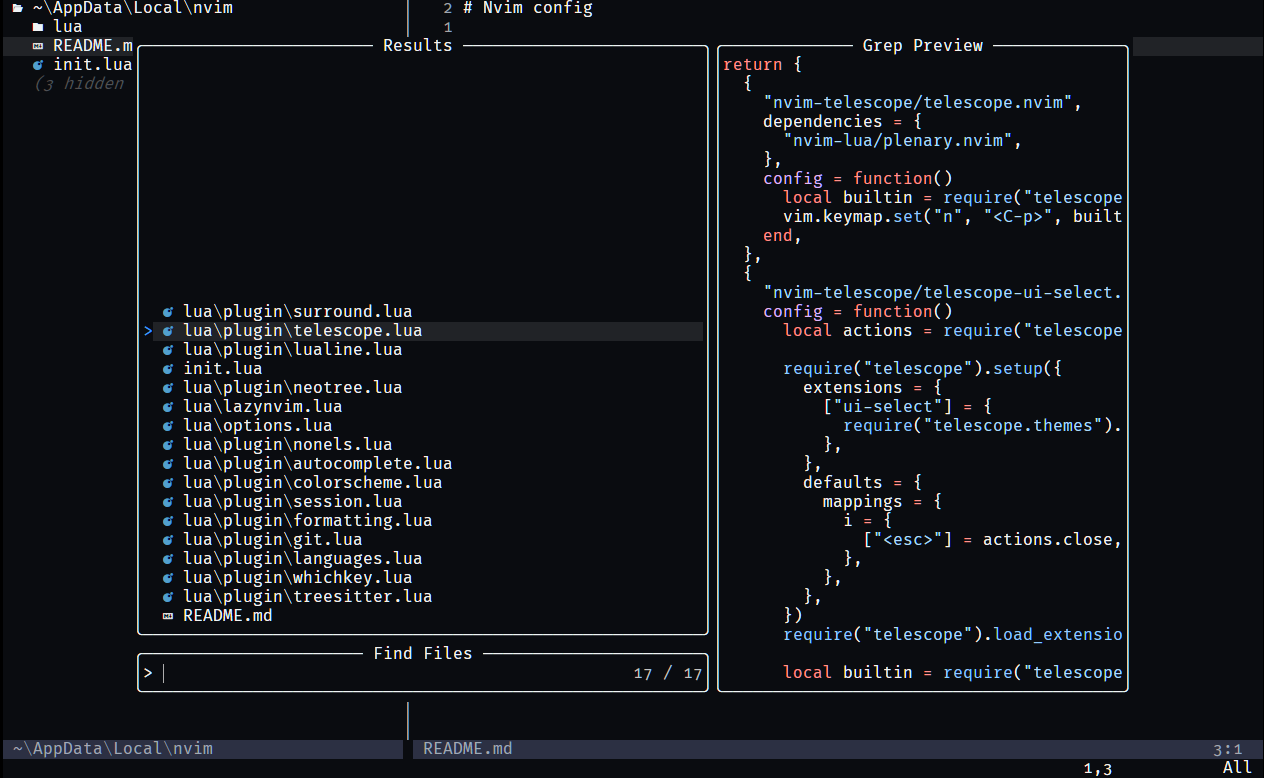 ~\AppData\Local\nvim
lua
README.m
init.lua
(3 hidden
2 # Nvim config
1
Results
lua\plugin\surround.lua
> lua\plugin\telescope.lua
lua\plugin\lualine.lua
init.lua
lua\plugin\neotree.lua
lua\lazynvim.lua
lua\options.lua
lua\plugin\nonels.lua
lua\plugin\autocomplete.lua
lua\plugin\colorscheme.lua
lua\plugin\session.lua
lua\plugin\formatting.lua
lua\plugin\git.lua
lua\plugin\languages.lua
lua\plugin\whichkey.lua
lua\plugin\treesitter.lua
README.md
Find Files
> 17 / 17
Grep Preview
return {
  {
    "nvim-telescope/telescope.nvim",
    dependencies = {
      "nvim-lua/plenary.nvim",
    },
    config = function()
      local builtin = require("telescope
      vim.keymap.set("n", "<C-p>", built
    end,
  },
  {
    "nvim-telescope/telescope-ui-select.
    config = function()
      local actions = require("telescope
      require("telescope").setup({
        extensions = {
          ["ui-select"] = {
            require("telescope.themes").
          },
        },
        defaults = {
          mappings = {
            i = {
              ["<esc>"] = actions.close,
            },
          },
        },
      })
      require("telescope").load_extensio
      local builtin = require("telescope
~\AppData\Local\nvim
README.md 3:1
1,3 All